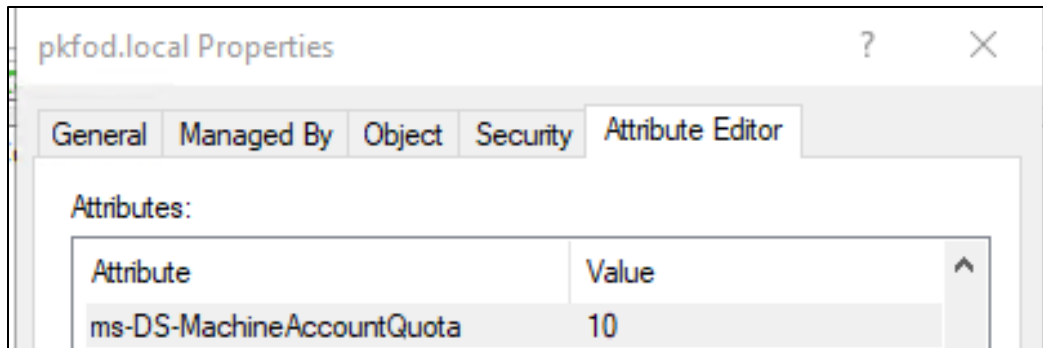 pkfod.local Properties
General Managed By Object Security Attribute Editor
Attributes:
Attribute Value
ms-DS-MachineAccountQuota 10